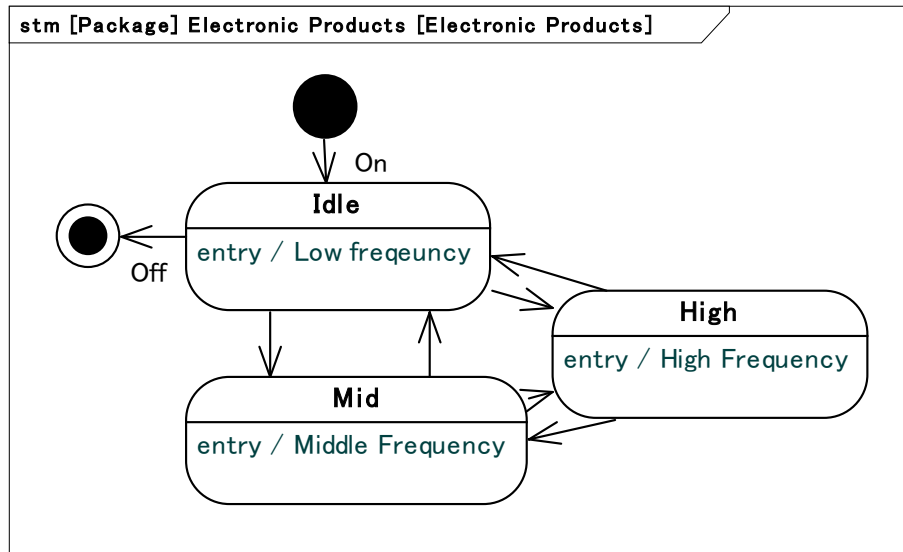 stm [Package] Electronic Products [Electronic Products]
On
Idle
entry / Low freqeuncy
Off
High
entry / High Frequency
Mid
entry / Middle Frequency